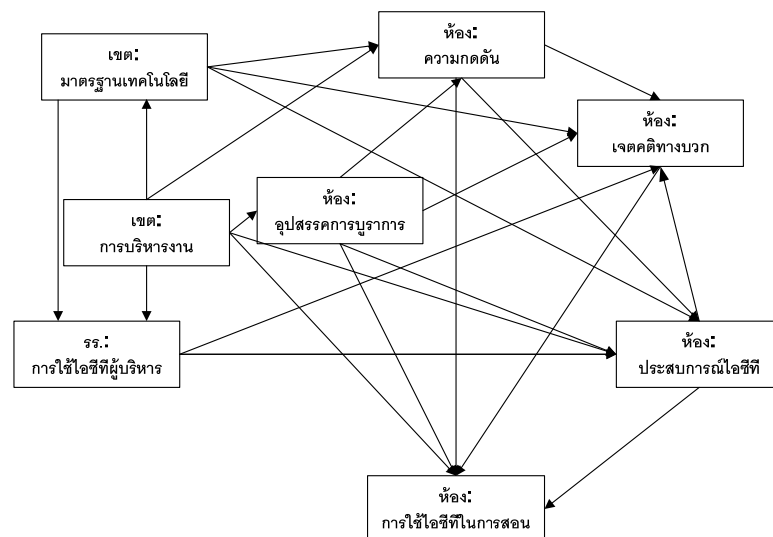 ห้อง:
ความกดดัน
เขต:
มาตรฐานเทคโนโลยี
ห้อง:
เจตคติทางบวก
ห้อง:
อุปสรรคการบูราการ
เขต:
การบริหารงาน
รร.:
การใช้ไอซีทีผู้บริหาร
ห้อง:
ประสบการณ์ไอซีที
ห้อง:
การใช้ไอซีทีในการสอน